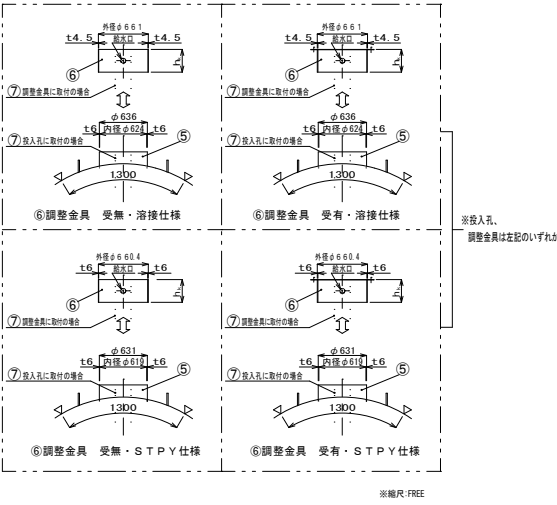 外径φ661
t4.5 給水口 t4.5
⑥ h
⑦調整金具に取付の場合
φ636
t6 内径φ624 t6
⑦投入孔に取付の場合 ⑤
1,300
⑥調整金具 受無・溶接仕様
外径φ661
t4.5 給水口 t4.5
⑥ h
⑦調整金具に取付の場合
φ636
t6 内径φ624 t6
⑦投入孔に取付の場合 ⑤
1,300
⑥調整金具 受有・溶接仕様
※投入孔、
調整金具は左記のいずれか
外径φ660.4
t6 給水口 t6
⑥ h
⑦調整金具に取付の場合
φ631
t6 内径φ619 t6
⑦投入孔に取付の場合 ⑤
1300
⑥調整金具 受無・STPY仕様
外径φ660.4
t6 給水口 t6
⑥ h
⑦調整金具に取付の場合
φ631
t6 内径φ619 t6
⑦投入孔に取付の場合 ⑤
1300
⑥調整金具 受有・STPY仕様
※縮尺:FREE